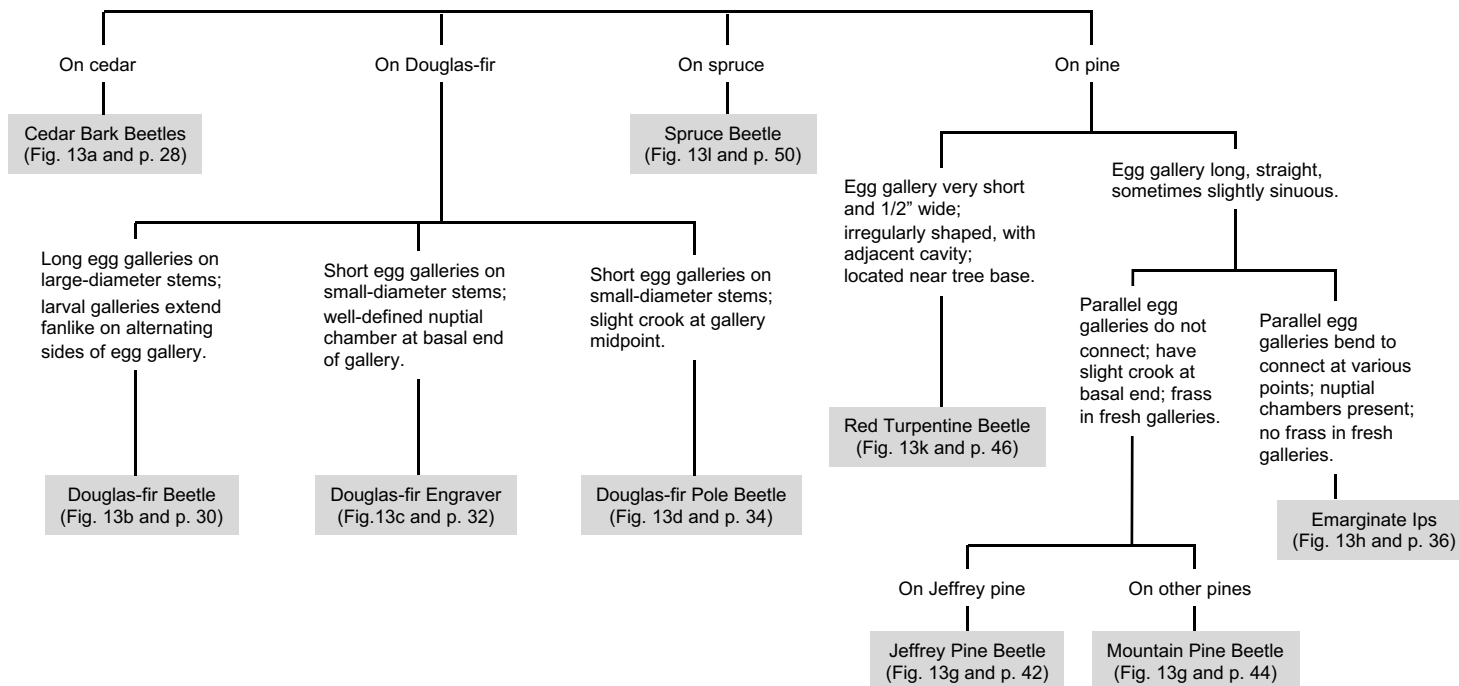 On cedar
On Douglas-fir
On spruce
On pine
Cedar Bark Beetles
(Fig. 13a and p. 28)
Spruce Beetle
(Fig. 13l and p. 50)
Egg gallery very short
and 1/2” wide;
irregularly shaped, with
adjacent cavity;
located near tree base.
Egg gallery long, straight,
sometimes slightly sinuous.
Long egg galleries on
large-diameter stems;
larval galleries extend
fanlike on alternating
sides of egg gallery.
Short egg galleries on
small-diameter stems;
well-defined nuptial
chamber at basal end
of gallery.
Short egg galleries on
small-diameter stems;
slight crook at gallery
midpoint.
Parallel egg
galleries do not
connect; have
slight crook at
basal end; frass
in fresh galleries.
Parallel egg
galleries bend to
connect at various
points; nuptial
chambers present;
no frass in fresh
galleries.
Red Turpentine Beetle
(Fig. 13k and p. 46)
Douglas-fir Beetle
(Fig. 13b and p. 30)
Douglas-fir Engraver
(Fig.13c and p. 32)
Douglas-fir Pole Beetle
(Fig. 13d and p. 34)
Emarginate Ips
(Fig. 13h and p. 36)
On Jeffrey pine
On other pines
Jeffrey Pine Beetle
(Fig. 13g and p. 42)
Mountain Pine Beetle
(Fig. 13g and p. 44)